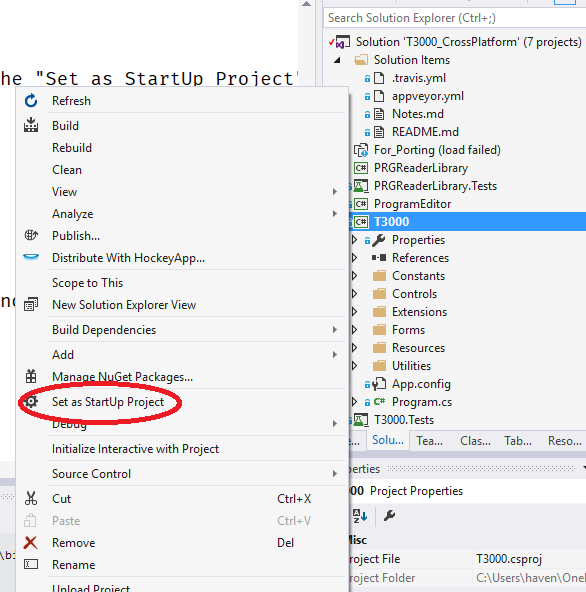 he "Set as StartUp Project"
Refresh
Build
Rebuild
Clean
View
Analyze
Publish...
Distribute With HockeyApp...
Scope to This
New Solution Explorer View
Build Dependencies
Add
Manage NuGet Packages...
Set as StartUp Project
Debug
Initialize Interactive with Project
Source Control
Cut Ctrl+X
Paste Ctrl+V
Remove Del
Rename
Unload Project
\bi
Search Solution Explorer (Ctrl+;)
Solution 'T3000_CrossPlatform' (7 projects)
Solution Items
.travis.yml
appveyor.yml
Notes.md
README.md
For_Porting (load failed)
C# PRGReaderLibrary
PRGReaderLibrary.Tests
C# ProgramEditor
C# T3000
Properties
References
Constants
Controls
Extensions
Forms
Resources
Utilities
App.config
C# Program.cs
T3000.Tests
e... Solu... Tea... Clas... Tab... Reso...
perties
000 Project Properties
Misc
Project File T3000.csproj
Project Folder C:\Users\haven\Onel